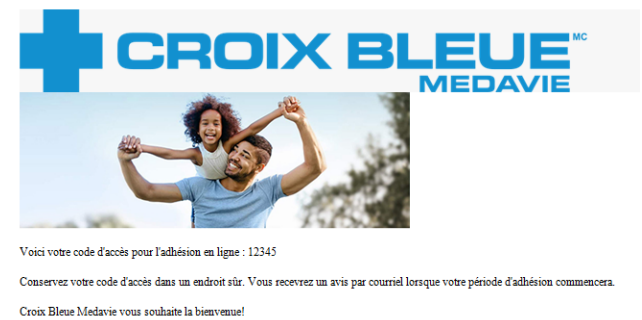 CROIX BLEUE MC
MEDAVIE
Voici votre code d'accès pour l'adhésion en ligne : 12345
Conservez votre code d'accès dans un endroit sûr. Vous recevrez un avis par courriel lorsque votre période d'adhésion commencera.
Croix Bleue Medavie vous souhaite la bienvenue!